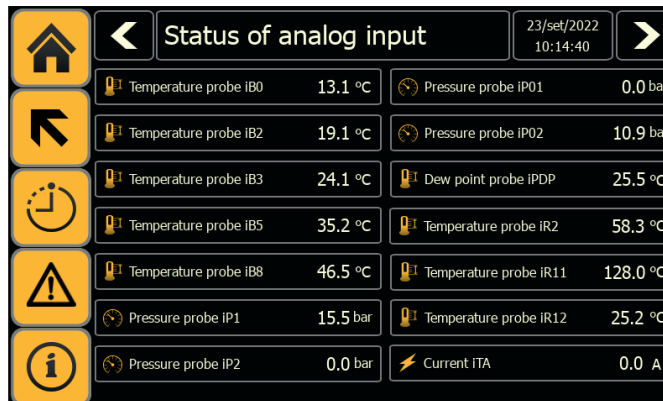 Status of analog input
23/set/2022
10:14:40
Temperature probe iB0 13.1 °C
Pressure probe iP01 0.0 ba
Temperature probe iB2 19.1 °C
Pressure probe iP02 10.9 ba
Temperature probe iB3 24.1 °C
Dew point probe iPDP 25.5 °C
Temperature probe iB5 35.2 °C
Temperature probe iR2 58.3 °C
Temperature probe iB8 46.5 °C
Temperature probe iR11 128.0 °C
Pressure probe iP1 15.5 bar
Temperature probe iR12 25.2 °C
Pressure probe iP2 0.0 bar
Current iTA 0.0 A